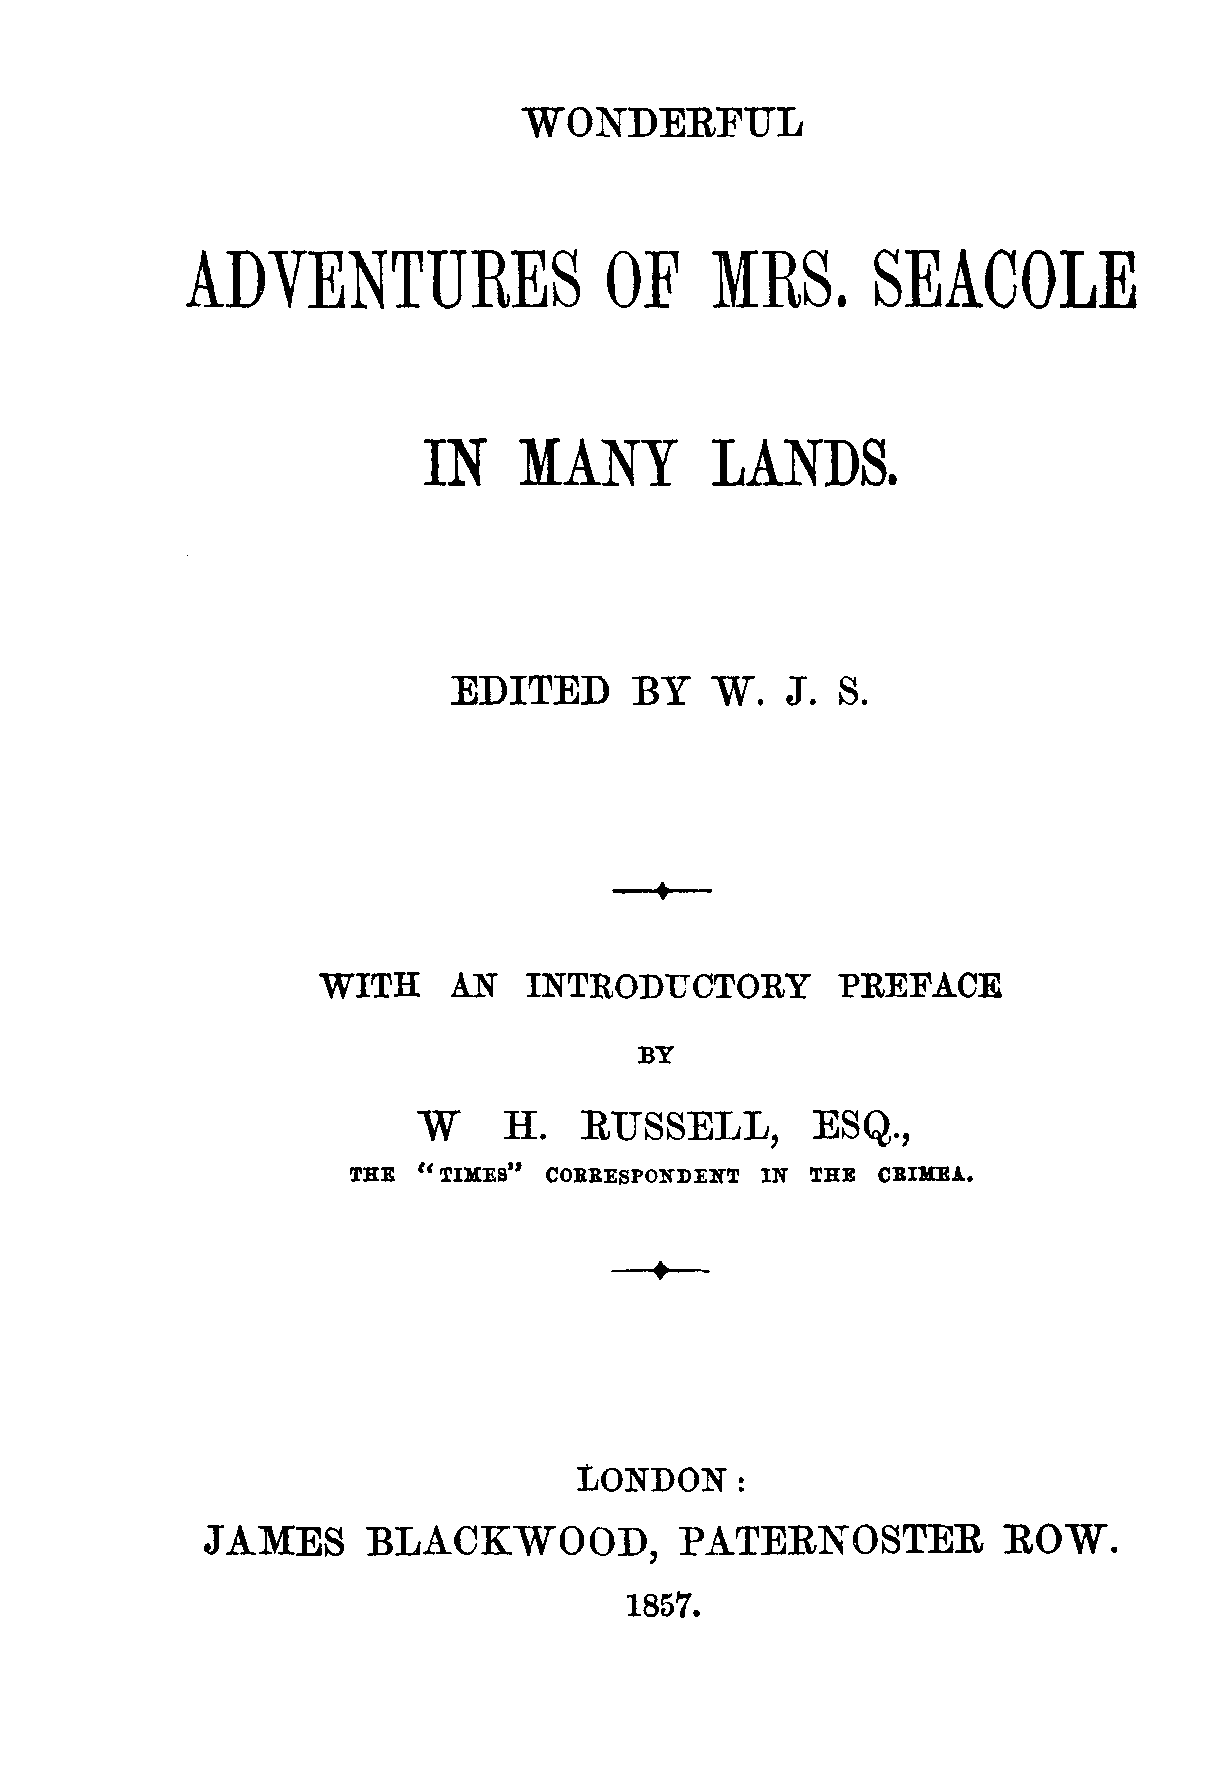 WONDERFUL
ADVENTURES OF MRS. SEACOLE
IN MANY LANDS.
EDITED BY W. J. S.
WITH AN INTRODUCTORY PREFACE
BY
W H. RUSSELL, ESQ.,
THE "TIMES" CORRESPONDENT IN THE CRIMEA.
LONDON:
JAMES BLACKWOOD, PATERNOSTER ROW.
1857.